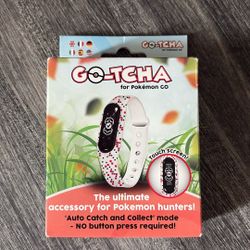 GO-TCHA
GO-TCHA
for Pokémon GO
Touch screen!
The ultimate
accessory for Pokemon hunters!
'Auto Catch and Collect' mode
- NO button press required!